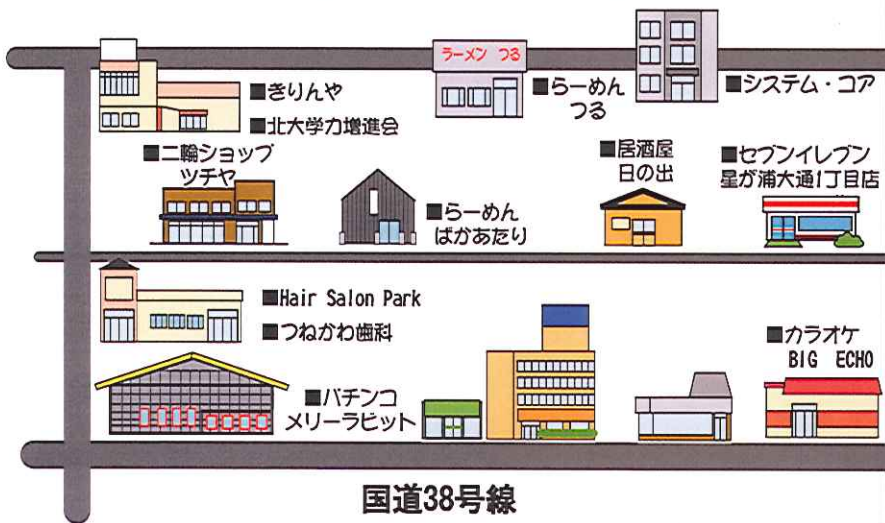 ラーメン つる
■きりんや
■北大学力増進会
■らーめん
つる
■システム・コア
■二輪ショップ
ツチヤ
■らーめん
ばかあたり
■居酒屋
日の出
■セブンイレブン
星が浦大通1丁目店
■Hair Salon Park
■つねかわ歯科
■パチンコ
メリーラビット
■カラオケ
BIG ECHO
国道38号線